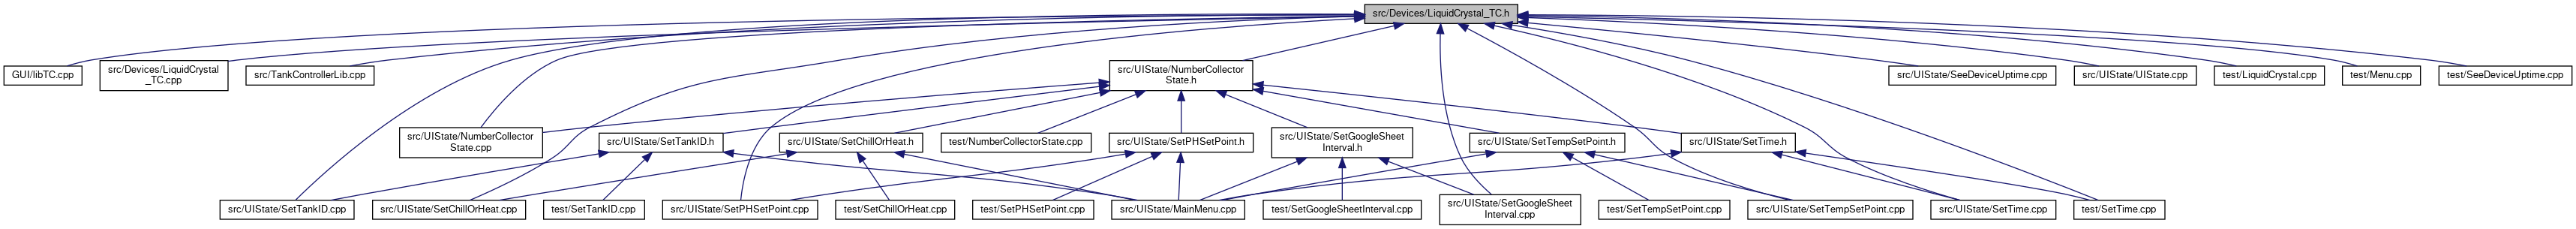 src/Devices/LiquidCrystal_TC.h
GUI/libTC.cpp
src/Devices/LiquidCrystal
_TC.cpp
src/TankControllerLib.cpp
src/UIState/NumberCollector
State.h
src/UIState/SeeDeviceUptime.cpp
src/UIState/UIState.cpp
test/LiquidCrystal.cpp
test/Menu.cpp
test/SeeDeviceUptime.cpp
src/UIState/NumberCollector
State.cpp
src/UIState/SetTankID.h
src/UIState/SetChillOrHeat.h
test/NumberCollectorState.cpp
src/UIState/SetPHSetPoint.h
src/UIState/SetGoogleSheet
Interval.h
src/UIState/SetTempSetPoint.h
src/UIState/SetTime.h
src/UIState/SetTankID.cpp
src/UIState/SetChillOrHeat.cpp
test/SetTankID.cpp
src/UIState/SetPHSetPoint.cpp
test/SetChillOrHeat.cpp
test/SetPHSetPoint.cpp
src/UIState/MainMenu.cpp
test/SetGoogleSheetInterval.cpp
src/UIState/SetGoogleSheet
Interval.cpp
test/SetTempSetPoint.cpp
src/UIState/SetTempSetPoint.cpp
src/UIState/SetTime.cpp
test/SetTime.cpp